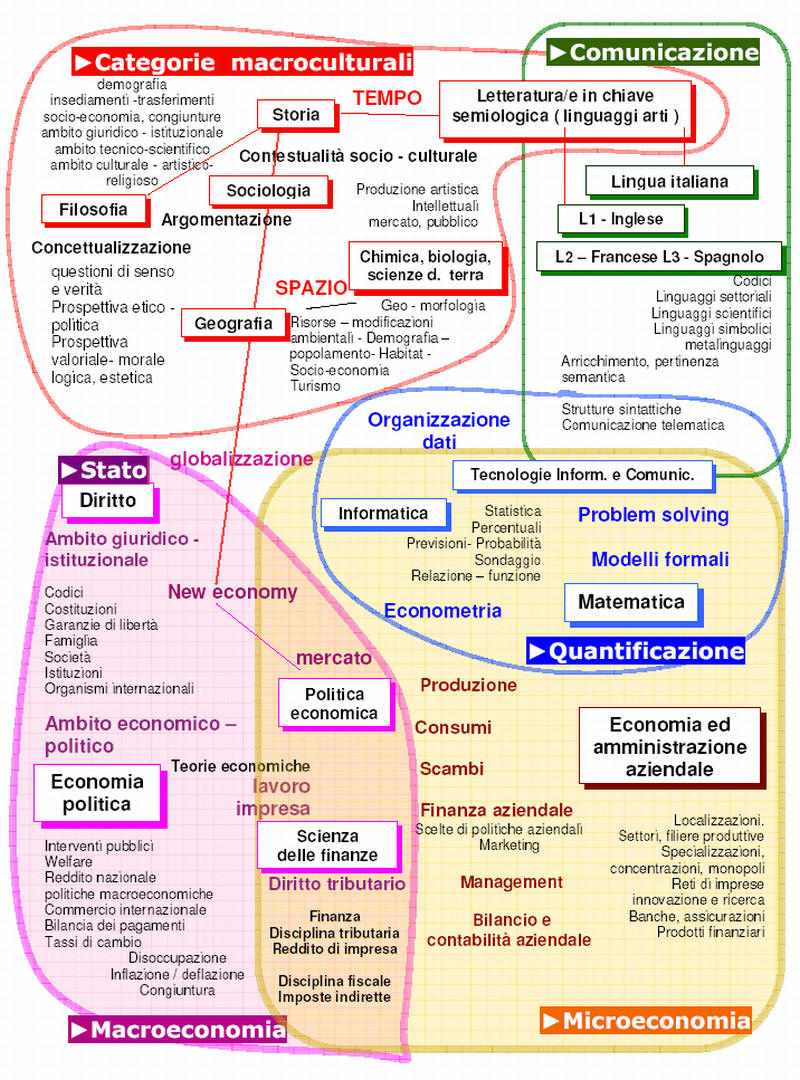 ►Categorie macroculturali
demografia
insediamenti -trasferimenti
socio-economia, congiunture
ambito giuridico - istituzionale
ambito tecnico-scientifico
ambito culturale - artistico-
religioso
Storia
TEMPO
Letteratura/e in chiave
semiologica ( linguaggi arti )
Contestualità socio - culturale
Sociologia
Filosofia
Argomentazione
Produzione artistica
Intellettuali
mercato, pubblico
Concettualizzazione
questioni di senso
e verità
Prospettiva etico -
politica
Prospettiva
valoriale- morale
logica, estetica
Chimica, biologia,
scienze d. terra
SPAZIO
Geo - morfologia
Geografia
Risorse – modificazioni
ambientali - Demografia –
popolamento- Habitat -
Socio-economia
Turismo
►Comunicazione
Lingua italiana
L1 - Inglese
L2 – Francese L3 - Spagnolo
Codici
Linguaggi settoriali
Linguaggi scientifici
Linguaggi simbolici
metalinguaggi
Arricchimento, pertinenza
semantica
Strutture sintattiche
Comunicazione telematica
Organizzazione
dati
Tecnologie Inform. e Comunic.
Informatica
Statistica
Percentuali
Previsioni- Probabilità
Sondaggio
Relazione – funzione
Problem solving
Modelli formali
Econometria
Matematica
►Quantificazione
globalizzazione
►Stato
Diritto
Ambito giuridico -
istituzionale
Codici
Costituzioni
Garanzie di libertà
Famiglia
Società
Istituzioni
Organismi internazionali
New economy
mercato
Politica
economica
Ambito economico –
politico
Economia
politica
Teorie economiche
lavoro
impresa
Scienza
delle finanze
Diritto tributario
Interventi pubblici
Welfare
Reddito nazionale
politiche macroeconomiche
Commercio internazionale
Bilancia dei pagamenti
Tassi di cambio
Disoccupazione
Inflazione / deflazione
Congiuntura
Finanza
Disciplina tributaria
Reddito di impresa
Disciplina fiscale
Imposte indirette
►Macroeconomia
Produzione
Consumi
Scambi
Finanza aziendale
Scelte di politiche aziendali
Marketing
Management
Bilancio e
contabilità aziendale
Economia ed
amministrazione
aziendale
Localizzazioni.
Settori, filiere produttive
Specializzazioni,
concentrazioni, monopoli
Reti di imprese
innovazione e ricerca
Banche, assicurazioni
Prodotti finanziari
►Microeconomia